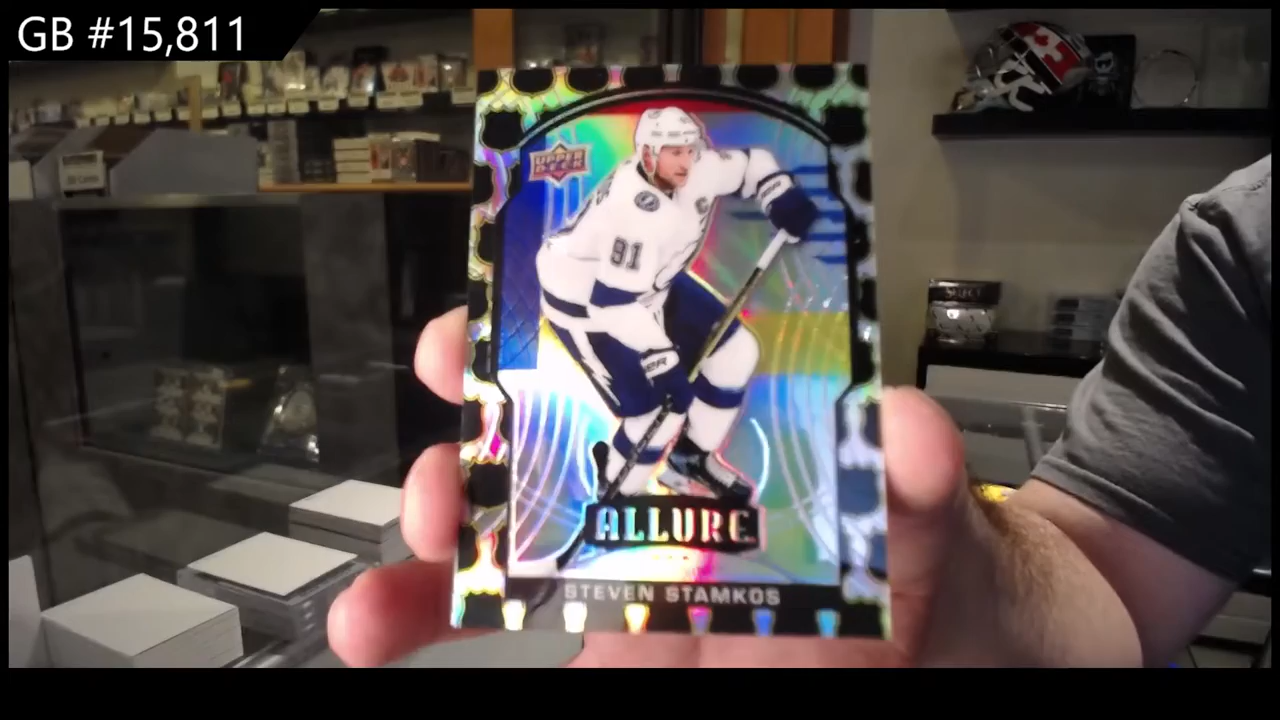 GB #15,811
UPPER
DECK
C
91
ALLURE
STEVEN STAMKOS